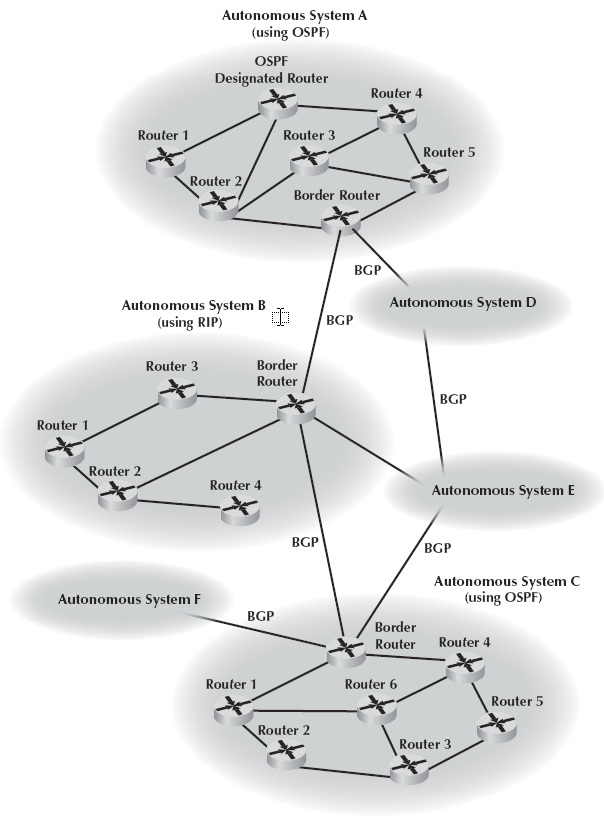 Autonomous System A
(using OSPF)
OSPF
Designated Router
Router 4
Router 1
Router 3
Router 5
Router 2
Border Router
BGP
Autonomous System D
Autonomous System B
(using RIP)
BGP
Router 3
Border
Router
BGP
Router 1
Router 2
Router 4
Autonomous System E
BGP
BGP
Autonomous System C
(using OSPF)
Autonomous System F
BGP
Border
Router
Router 4
Router 1
Router 6
Router 5
Router 2
Router 3